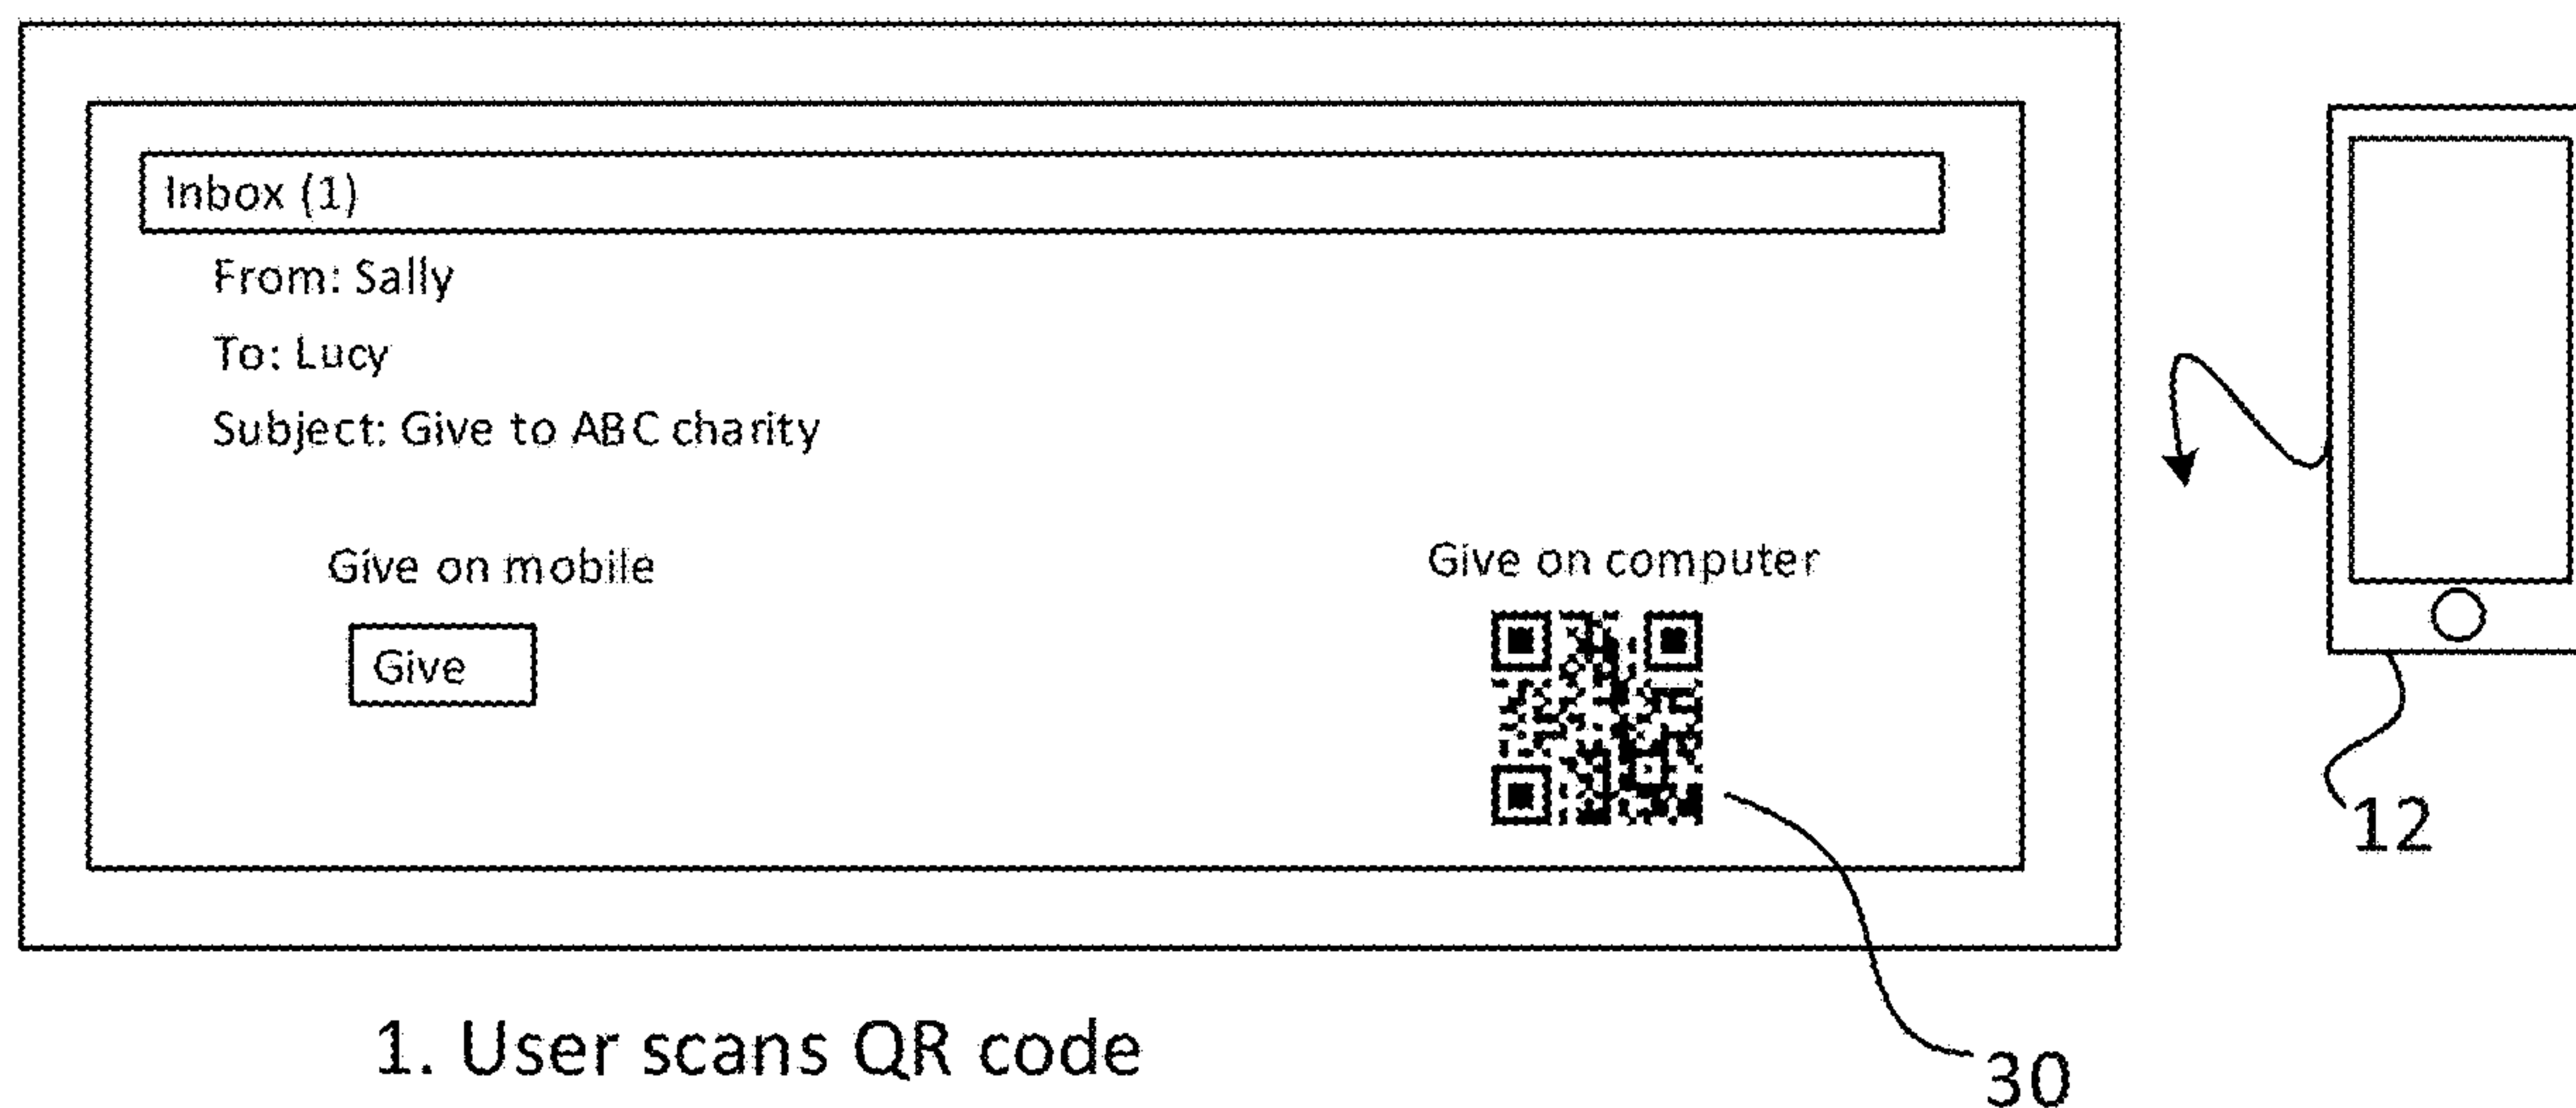 Inbox (1)
From: Sally
To: Lucy
Subject: Give to ABC charity
Give on mobile
Give on computer
Give
12
1. User scans QR code
30